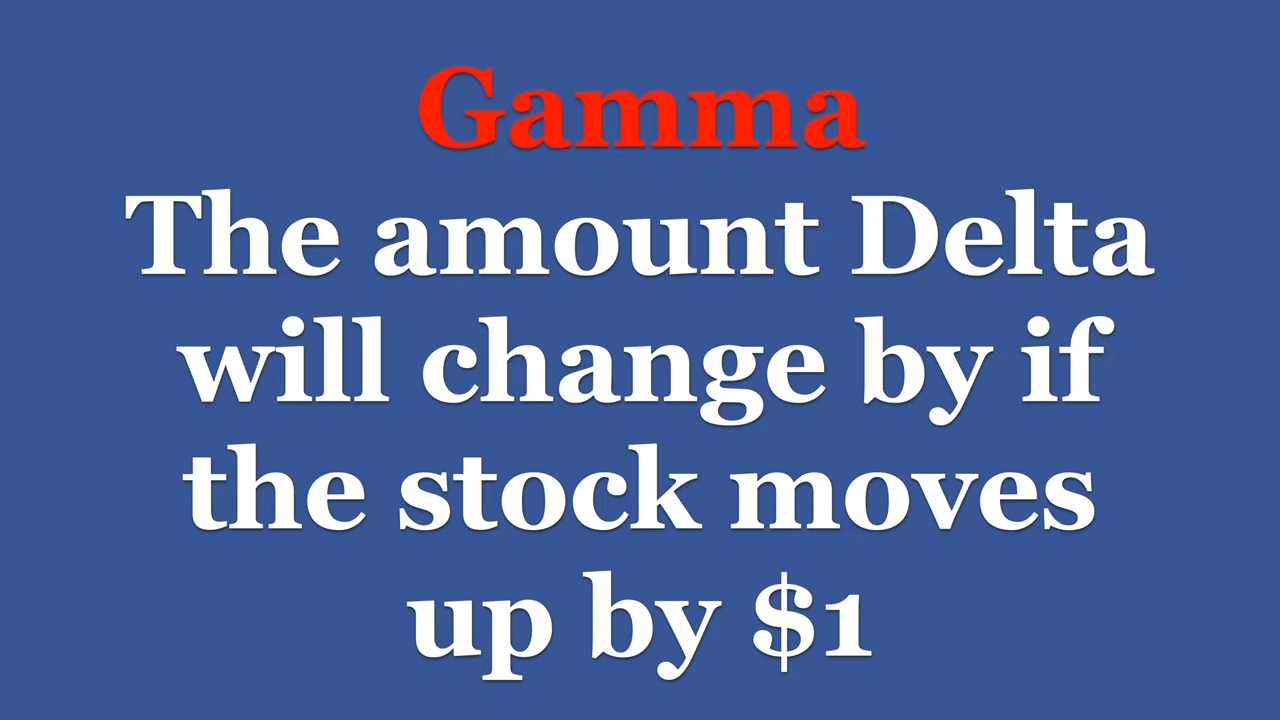 Gamma
The amount Delta
will change by if
the stock moves
up by $1